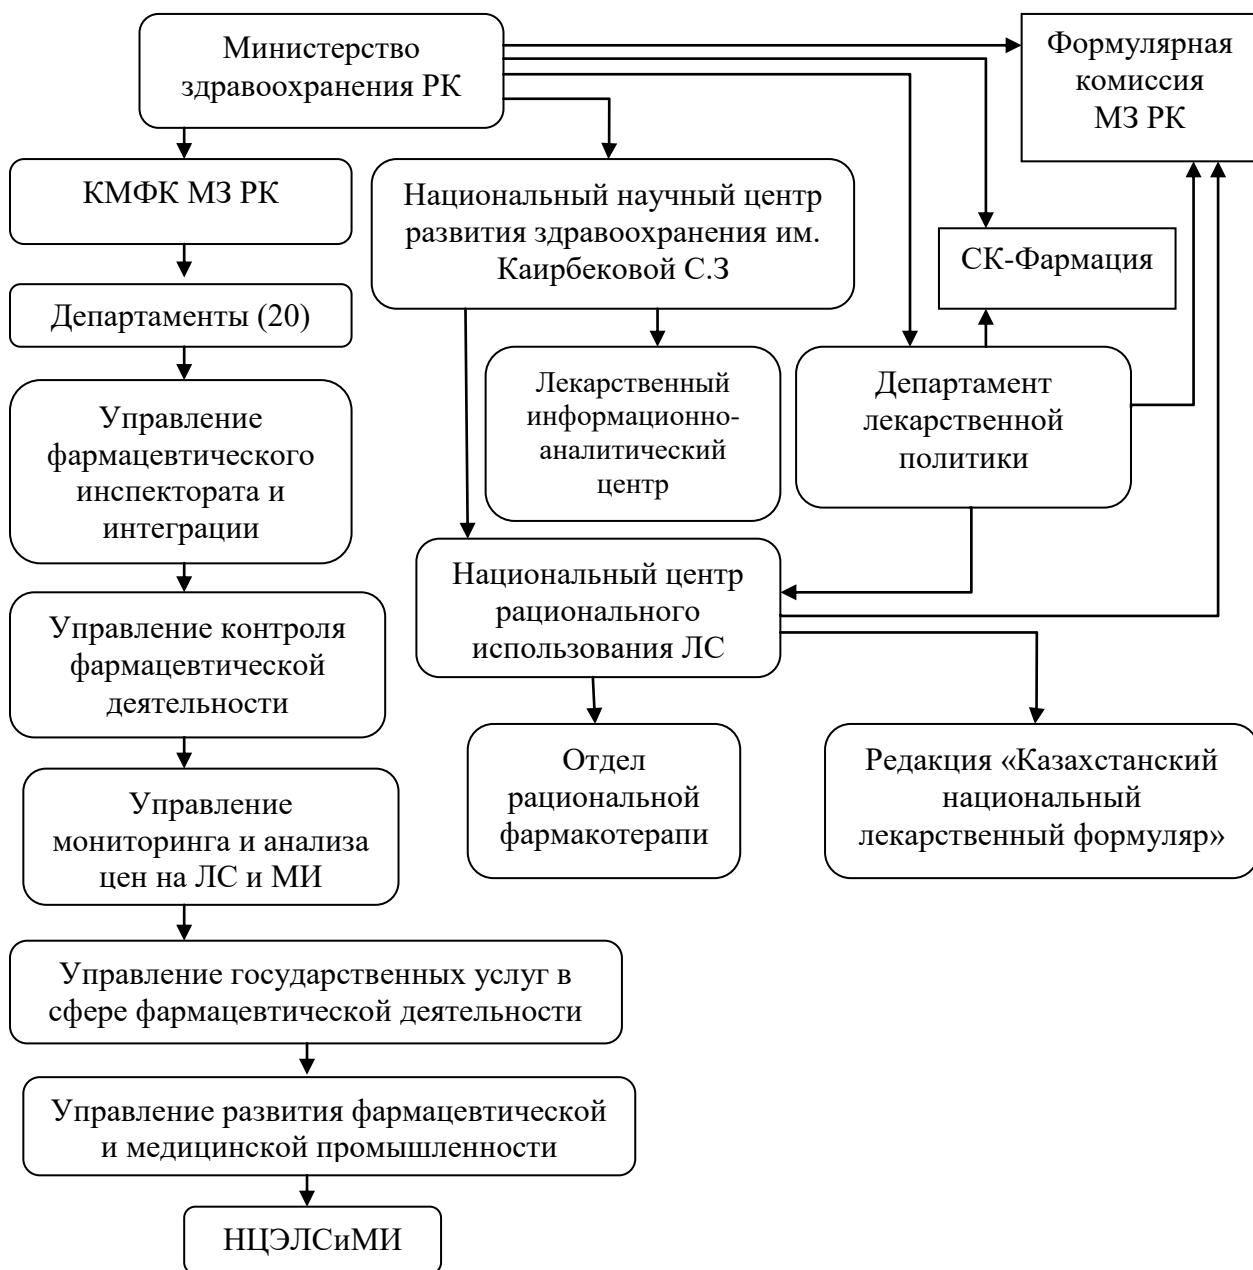 Министерство
здравоохранения РК
Формулярная
комиссия
МЗ РК
КМФК МЗ РК
Национальный научный центр
развития здравоохранения им.
Каирбековой С.З
СК-Фармация
Департаменты (20)
Лекарственный
информационно-
аналитический
центр
Департамент
лекарственной
политики
Управление
фармацевтического
инспектората и
интеграции
Национальный центр
рационального
использования ЛС
Управление контроля
фармацевтической
деятельности
Отдел
рациональной
фармакотерапи
Редакция «Казахстанский
национальный
лекарственный формуляр»
Управление
мониторинга и анализа
цен на ЛС и МИ
Управление государственных услуг в
сфере фармацевтической деятельности
Управление развития фармацевтической
и медицинской промышленности
НЦЭЛСиМИ